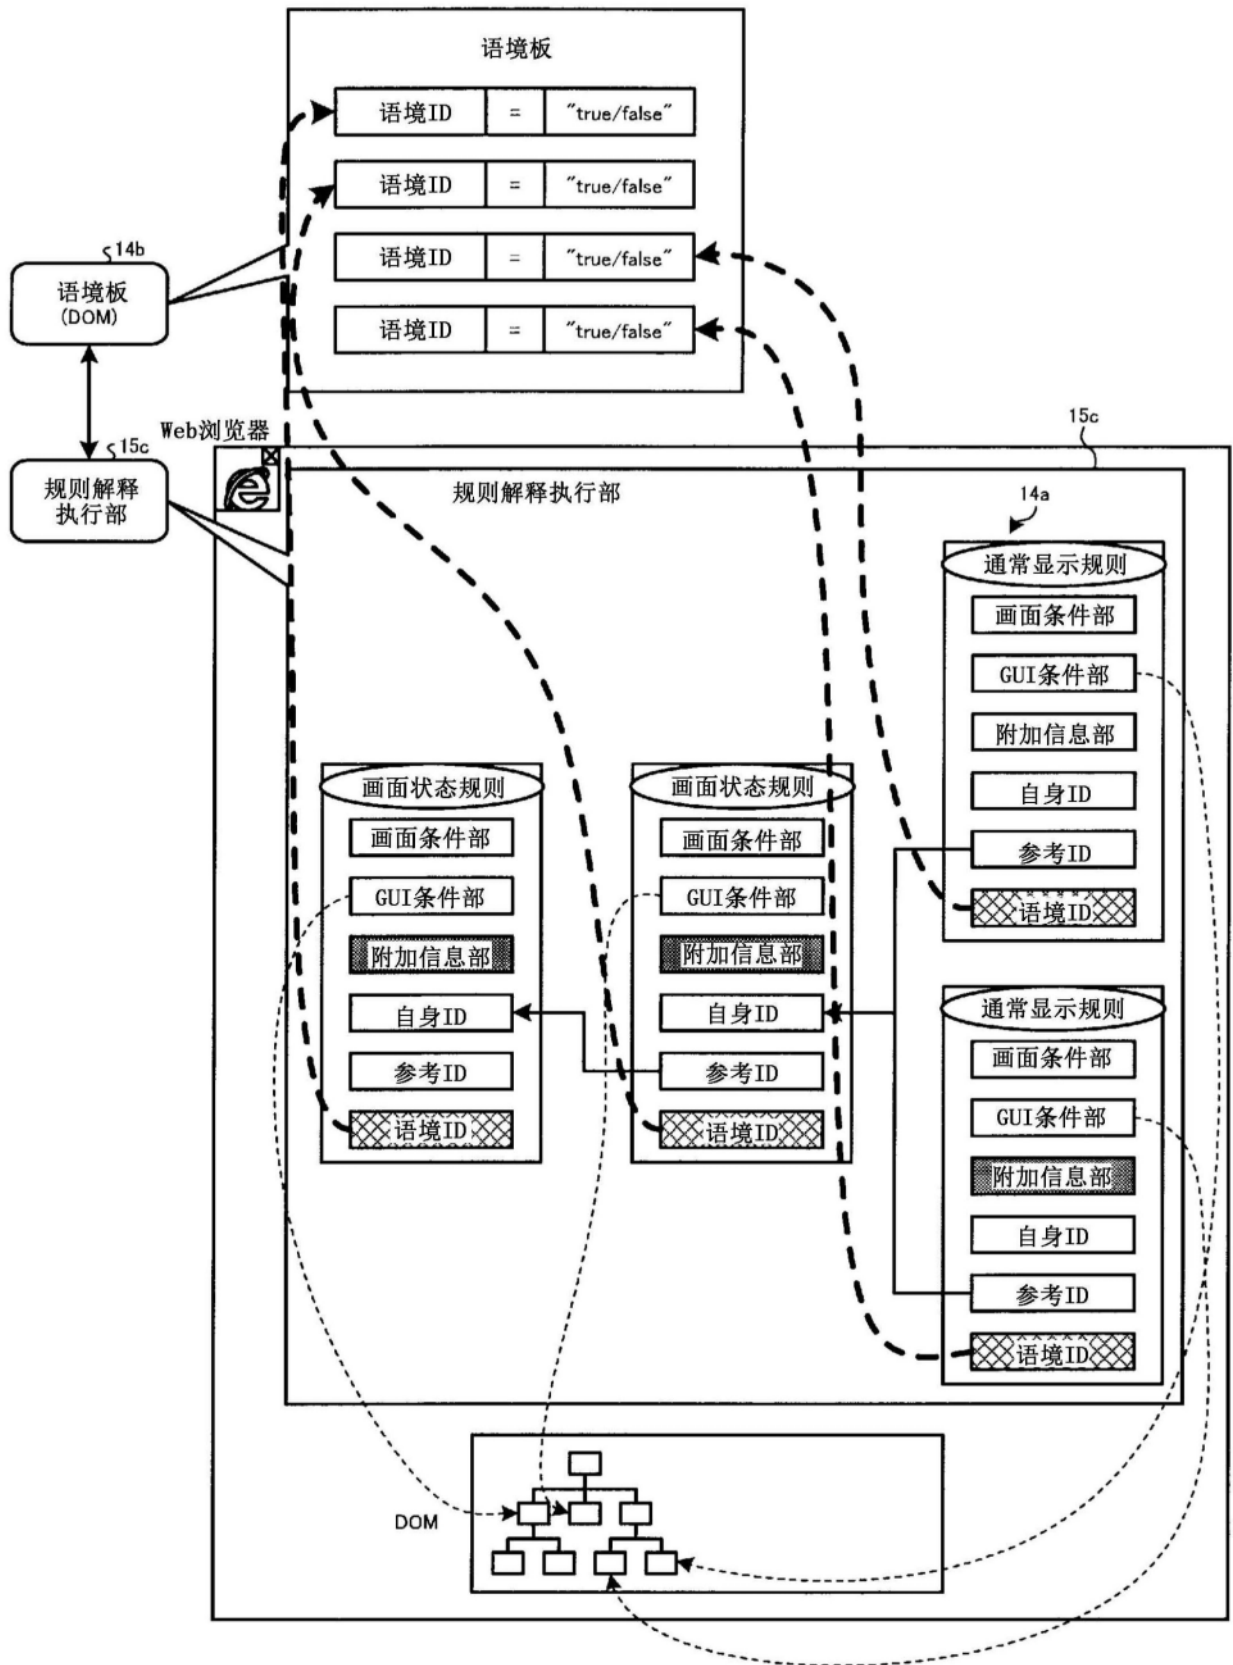 语境板
语境ID = "true/false"
语境ID = "true/false"
语境ID = "true/false"
语境ID = "true/false"
14b
语境板
(DOM)
15c
规则解释
执行部
Web浏览器
15c
规则解释执行部
14a
通常显示规则
画面条件部
GUI条件部
附加信息部
自身ID
参考ID
语境ID
画面状态规则
画面条件部
GUI条件部
附加信息部
自身ID
参考ID
语境ID
画面状态规则
画面条件部
GUI条件部
附加信息部
自身ID
参考ID
语境ID
通常显示规则
画面条件部
GUI条件部
附加信息部
自身ID
参考ID
语境ID
DOM